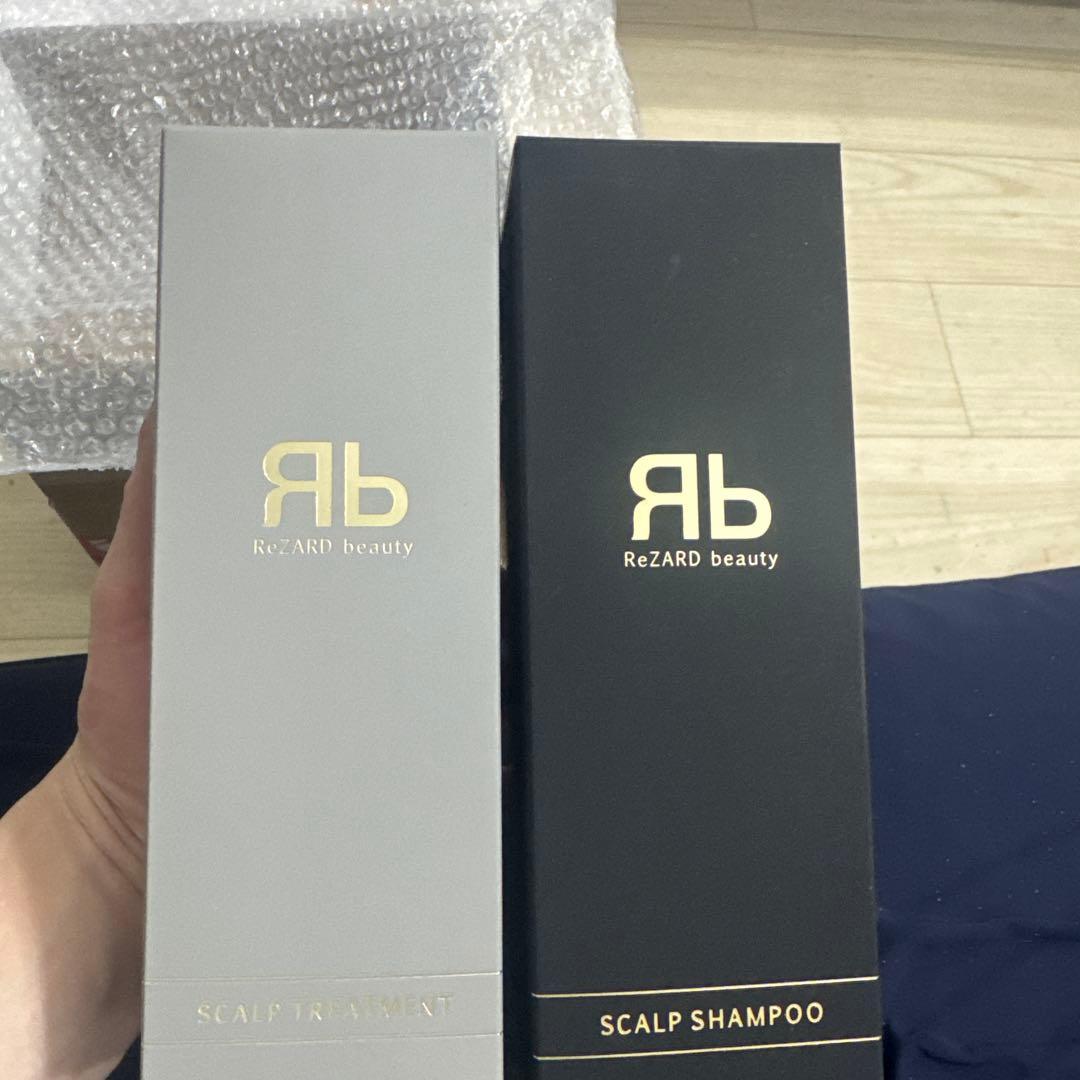 Rb
ReZARD beauty
SCALP TREATMENT
Rb
ReZARD beauty
SCALP SHAMPOO